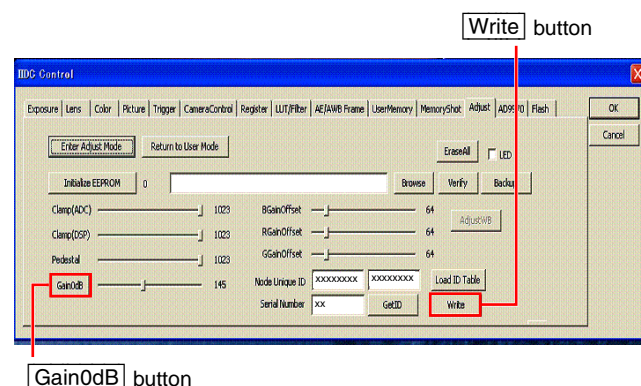 Write button
IIDC Control
Exposure Lens Color Picture Trigger CameraControl Register LUT/Filter AE/AWB Frame UserMemory MemoryShot Adjust AD9970 Flash OK
Enter Adjust Mode Return to User Mode EraseAll LED Cancel
Initialize EEPROM 0 Browse Verify Backup
Clamp(ADC) 1023 BGainOffset 64
Clamp(DSP) 1023 RGainOffset 64 AdjustWB
Pedestal 1023 GGainOffset 64
Gain0dB 145 Node Unique ID xxxxxxxx xxxxxxxx Load ID Table
Serial Number xx GetID Write
Gain0dB button